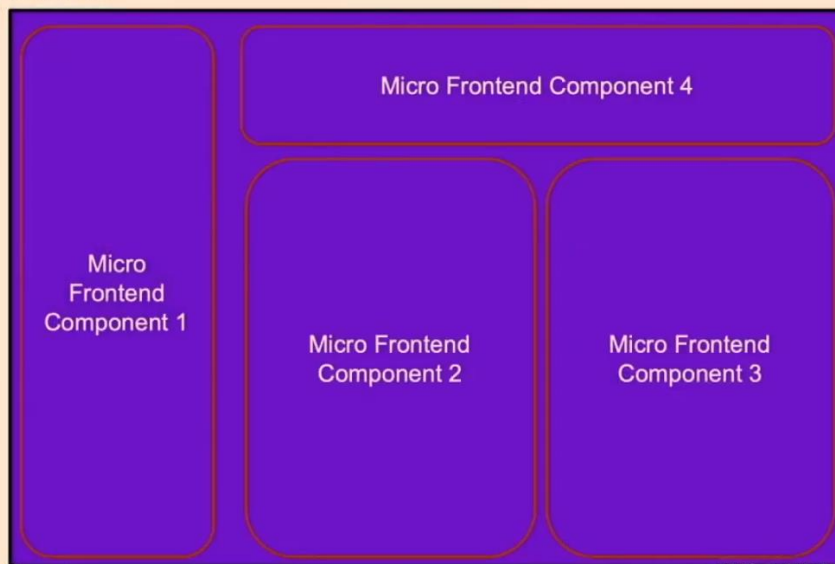 Micro Frontend Component 4
Micro
Frontend
Component 1
Micro Frontend
Component 2
Micro Frontend
Component 3